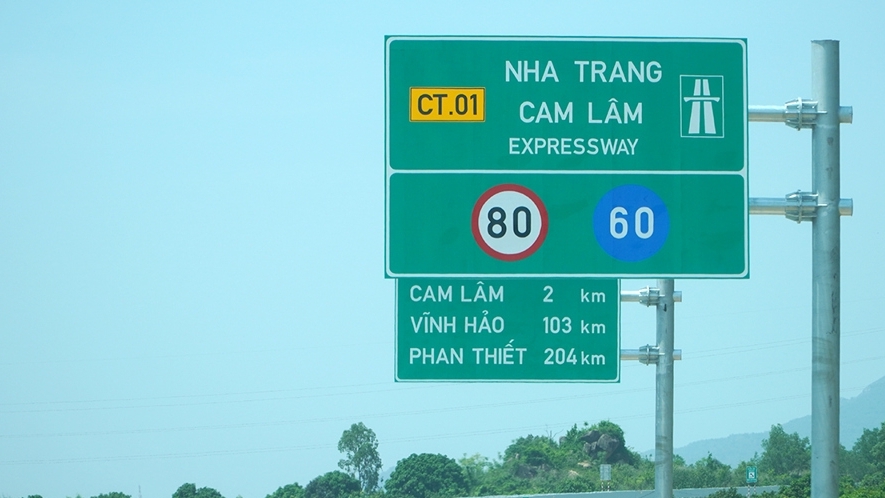 NHA TRANG
CT.01
CAM LÂM
EXPRESSWAY
80 60
CAM LÂM 2 km
VĨNH HẢO 103 km
PHAN THIẾT 204 km